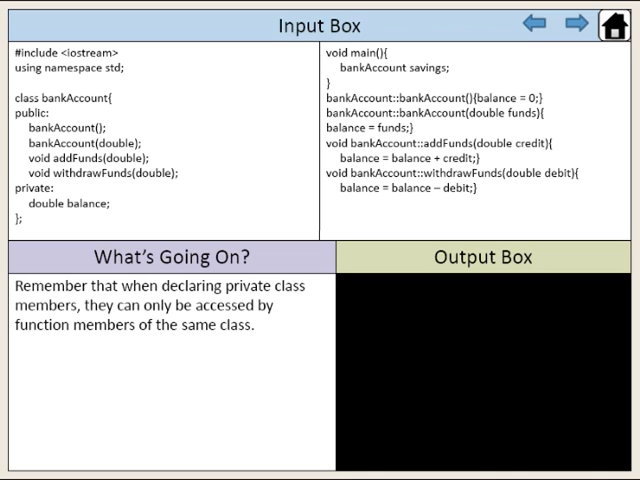 Input Box
#include <iostream>
using namespace std;
class bankAccount{
public:
bankAccount();
bankAccount(double);
void addFunds(double);
void withdrawFunds(double);
private:
double balance;
};
void main(){
bankAccount savings;
}
bankAccount::bankAccount(){balance = 0;}
bankAccount::bankAccount(double funds){
balance = funds;}
void bankAccount::addFunds(double credit){
balance = balance + credit;}
void bankAccount::withdrawFunds(double debit){
balance = balance – debit;}
What's Going On?
Remember that when declaring private class
members, they can only be accessed by
function members of the same class.
Output Box